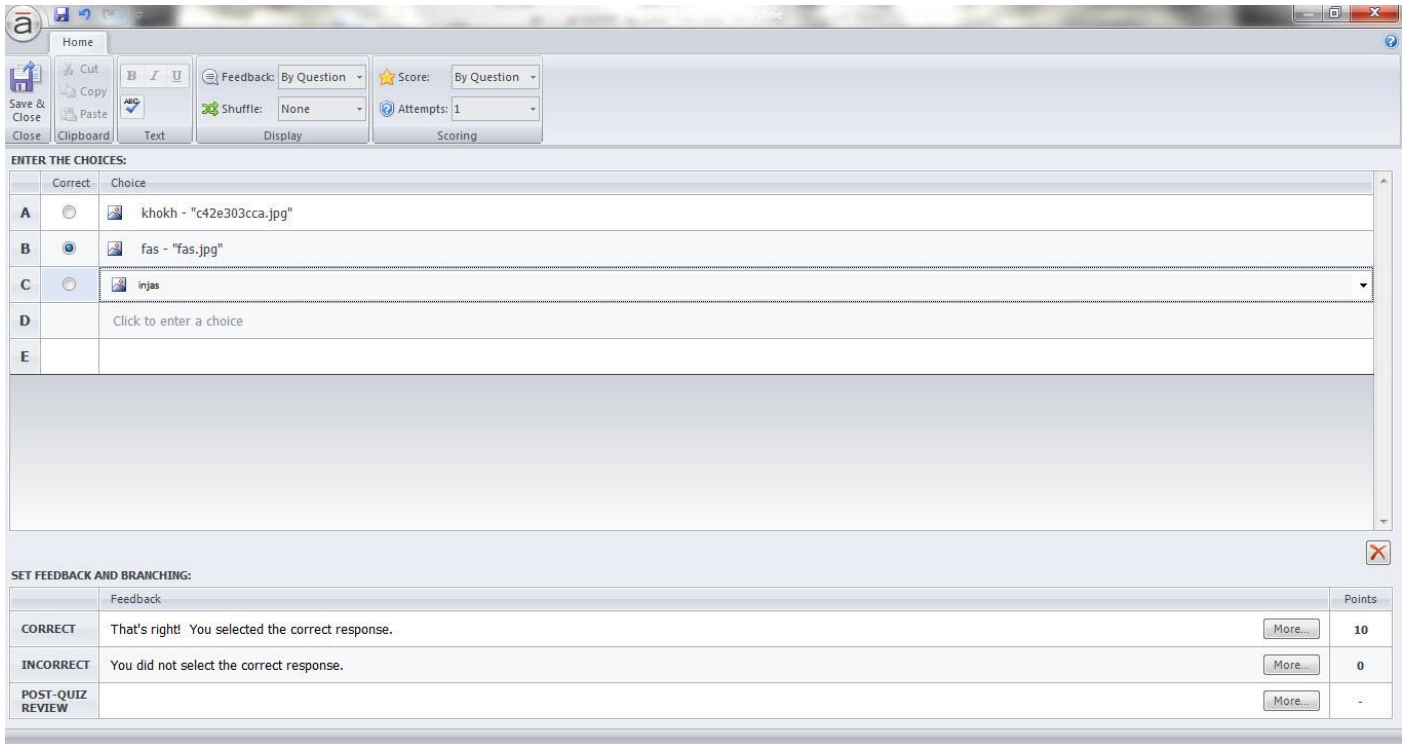 ā
Home
Save & Close
Cut
Copy
Paste
B I U
ABC
Feedback: By Question
Shuffle: None
Score: By Question
Attempts: 1
Close Clipboard Text Display Scoring
ENTER THE CHOICES:
Correct Choice
A khokh - "c42e303cca.jpg"
B fas - "fas.jpg"
C injas
D Click to enter a choice
E
SET FEEDBACK AND BRANCHING:
Feedback Points
CORRECT That's right! You selected the correct response. More... 10
INCORRECT You did not select the correct response. More... 0
POST-QUIZ REVIEW More... -